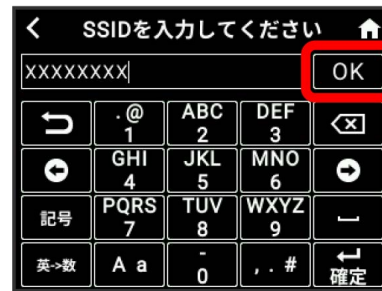 SSIDを入力してください
XXXXXXXX
OK
.@
1
ABC
2
DEF
3
GHI
4
JKL
5
MNO
6
記号
PQRS
7
TUV
8
WXYZ
9
英->数
A a
-
0
, . #
確定